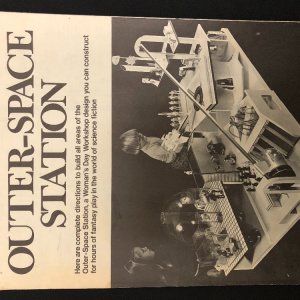 OUTER-SPACE
STATION
Here are complete directions to build all areas of the
Outer-Space Station, a Woman's Day Workshop design you can construct
for hours of fantasy play in the world of science fiction